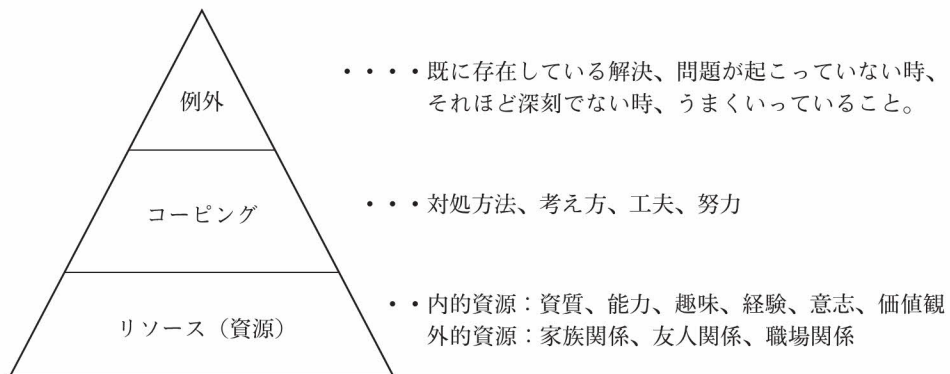 例外
・・・・既に存在している解決、問題が起こっていない時、
それほど深刻でない時、うまくいっていること。
コーピング
・・・対処方法、考え方、工夫、努力
リソース（資源）
・・内的資源：資質、能力、趣味、経験、意志、価値観
外的資源：家族関係、友人関係、職場関係